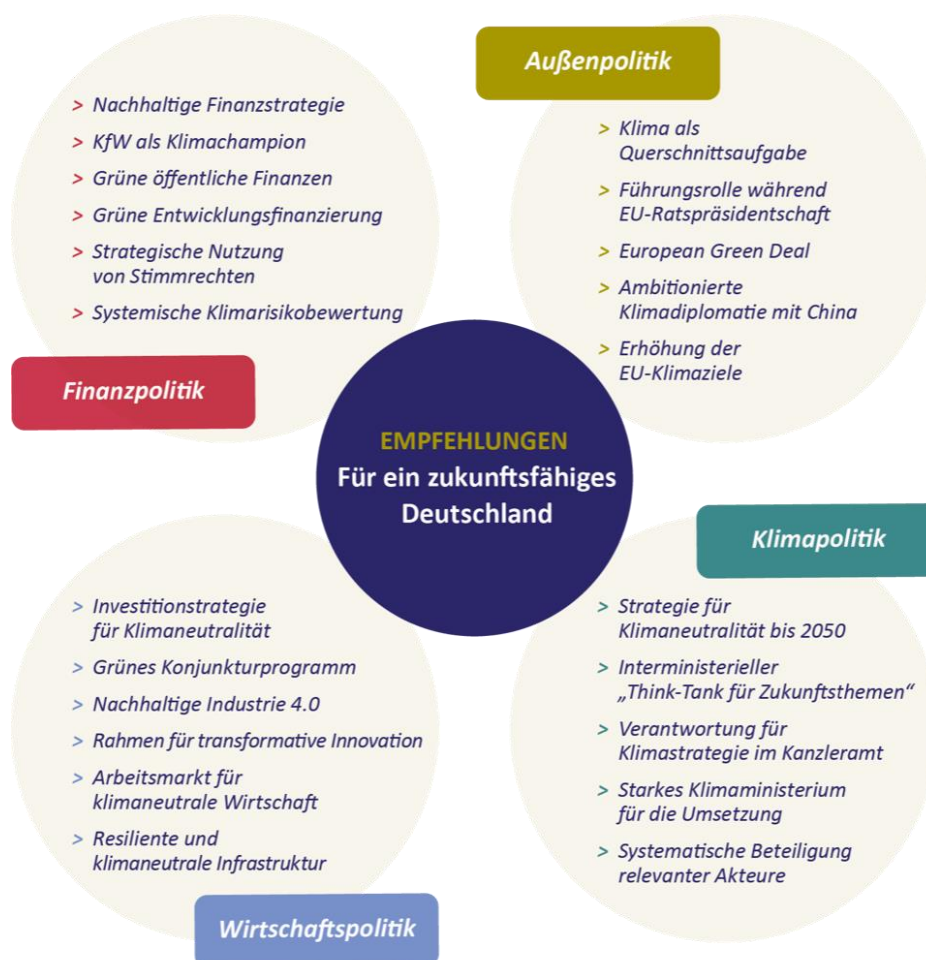 Nachhaltige Finanzstrategie
KfW als Klimachampion
Grüne öffentliche Finanzen
Grüne Entwicklungsfinanzierung
Strategische Nutzung
von Stimmrechten
Systemische Klimarisikobewertung
Finanzpolitik
Außenpolitik
Klima als
Querschnittsaufgabe
Führungsrolle während
EU-Ratspräsidentschaft
European Green Deal
Ambitionierte
Klimadiplomatie mit China
Erhöhung der
EU-Klimaziele
EMPFEHLUNGEN
Für ein zukunftsfähiges
Deutschland
Investitionstrategie
für Klimaneutralität
Grünes Konjunkturprogramm
Nachhaltige Industrie 4.0
Rahmen für transformative Innovation
Arbeitsmarkt für
klimaneutrale Wirtschaft
Resiliente und
klimaneutrale Infrastruktur
Wirtschaftspolitik
Klimapolitik
Strategie für
Klimaneutralität bis 2050
Interministerieller
„Think-Tank für Zukunftsthemen“
Verantwortung für
Klimastrategie im Kanzleramt
Starkes Klimaministerium
für die Umsetzung
Systematische Beteiligung
relevanter Akteure